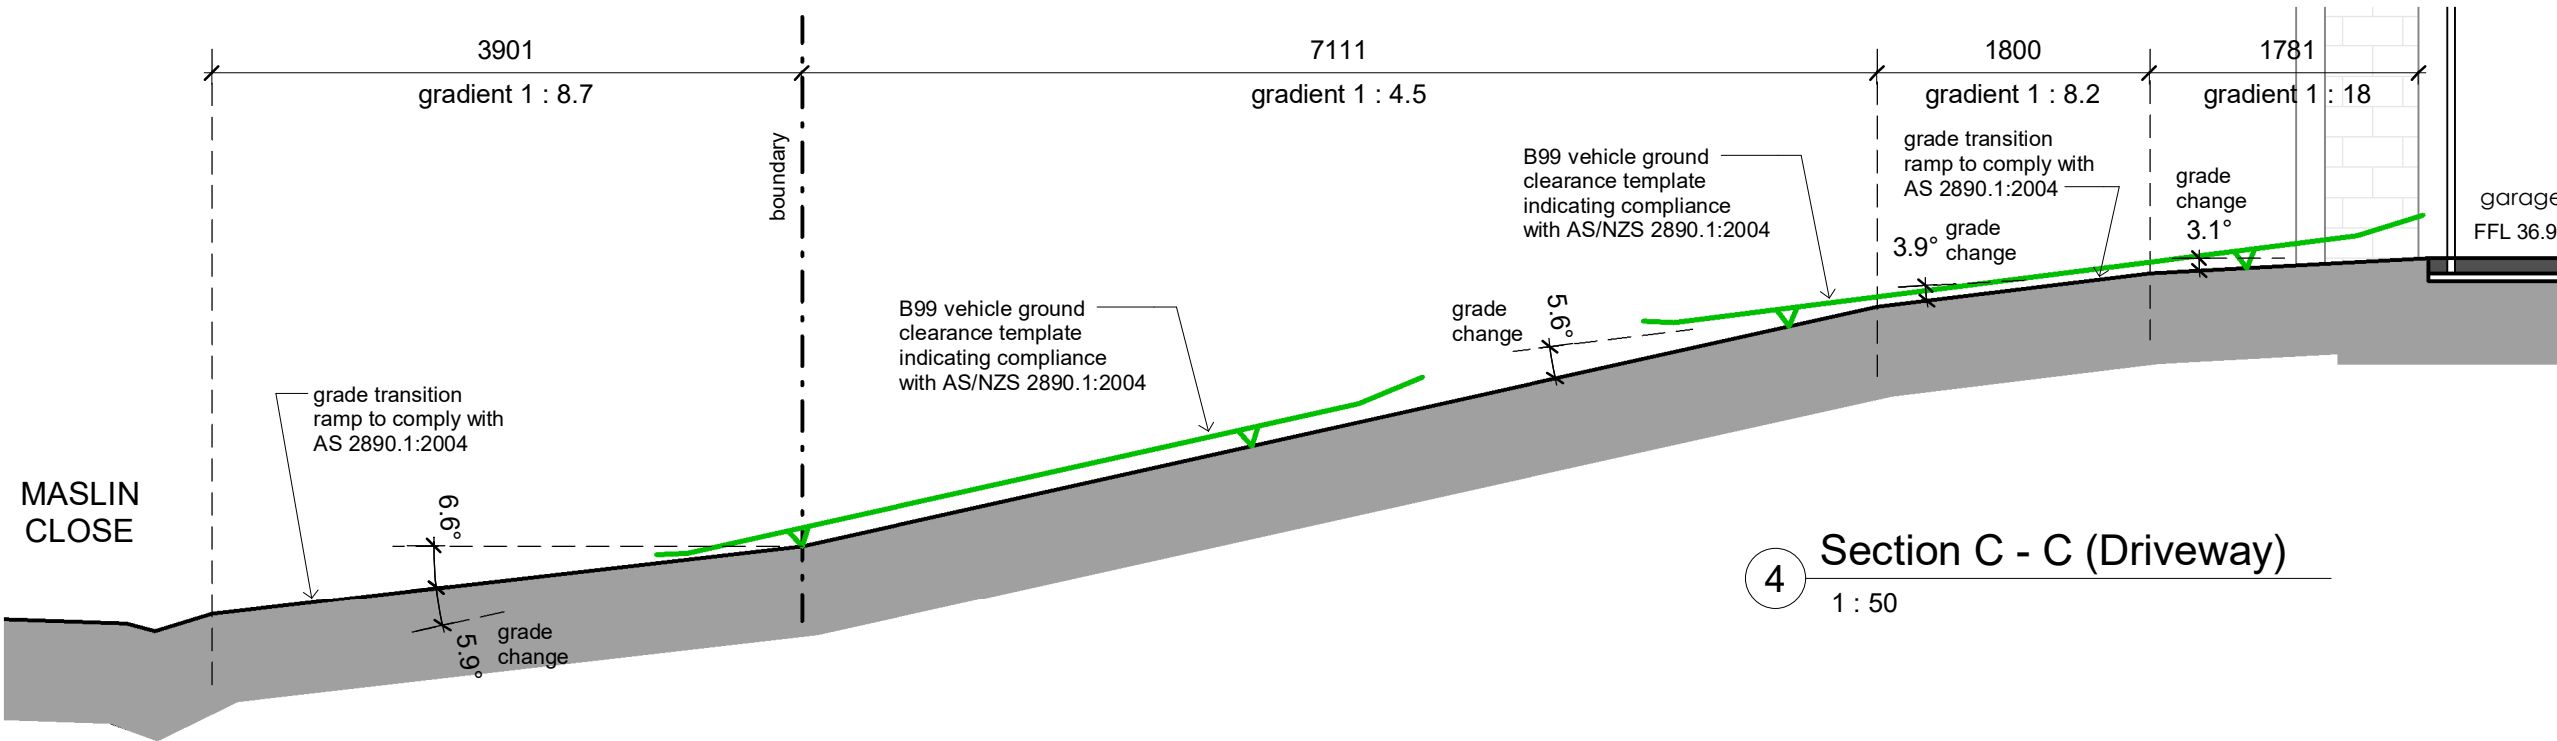 3901
7111
1800
1781
gradient 1 : 8.7
gradient 1 : 4.5
gradient 1 : 8.2
gradient 1 : 18
boundary
B99 vehicle ground
clearance template
indicating compliance
with AS/NZS 2890.1:2004
grade transition
ramp to comply with
AS 2890.1:2004
grade
change
3.1°
garage
FFL 36.9
3.9°
grade
change
B99 vehicle ground
clearance template
indicating compliance
with AS/NZS 2890.1:2004
grade
change
5.6°
grade transition
ramp to comply with
AS 2890.1:2004
MASLIN
CLOSE
6.6°
5.9°
grade
change
4
Section C - C (Driveway)
1 : 50